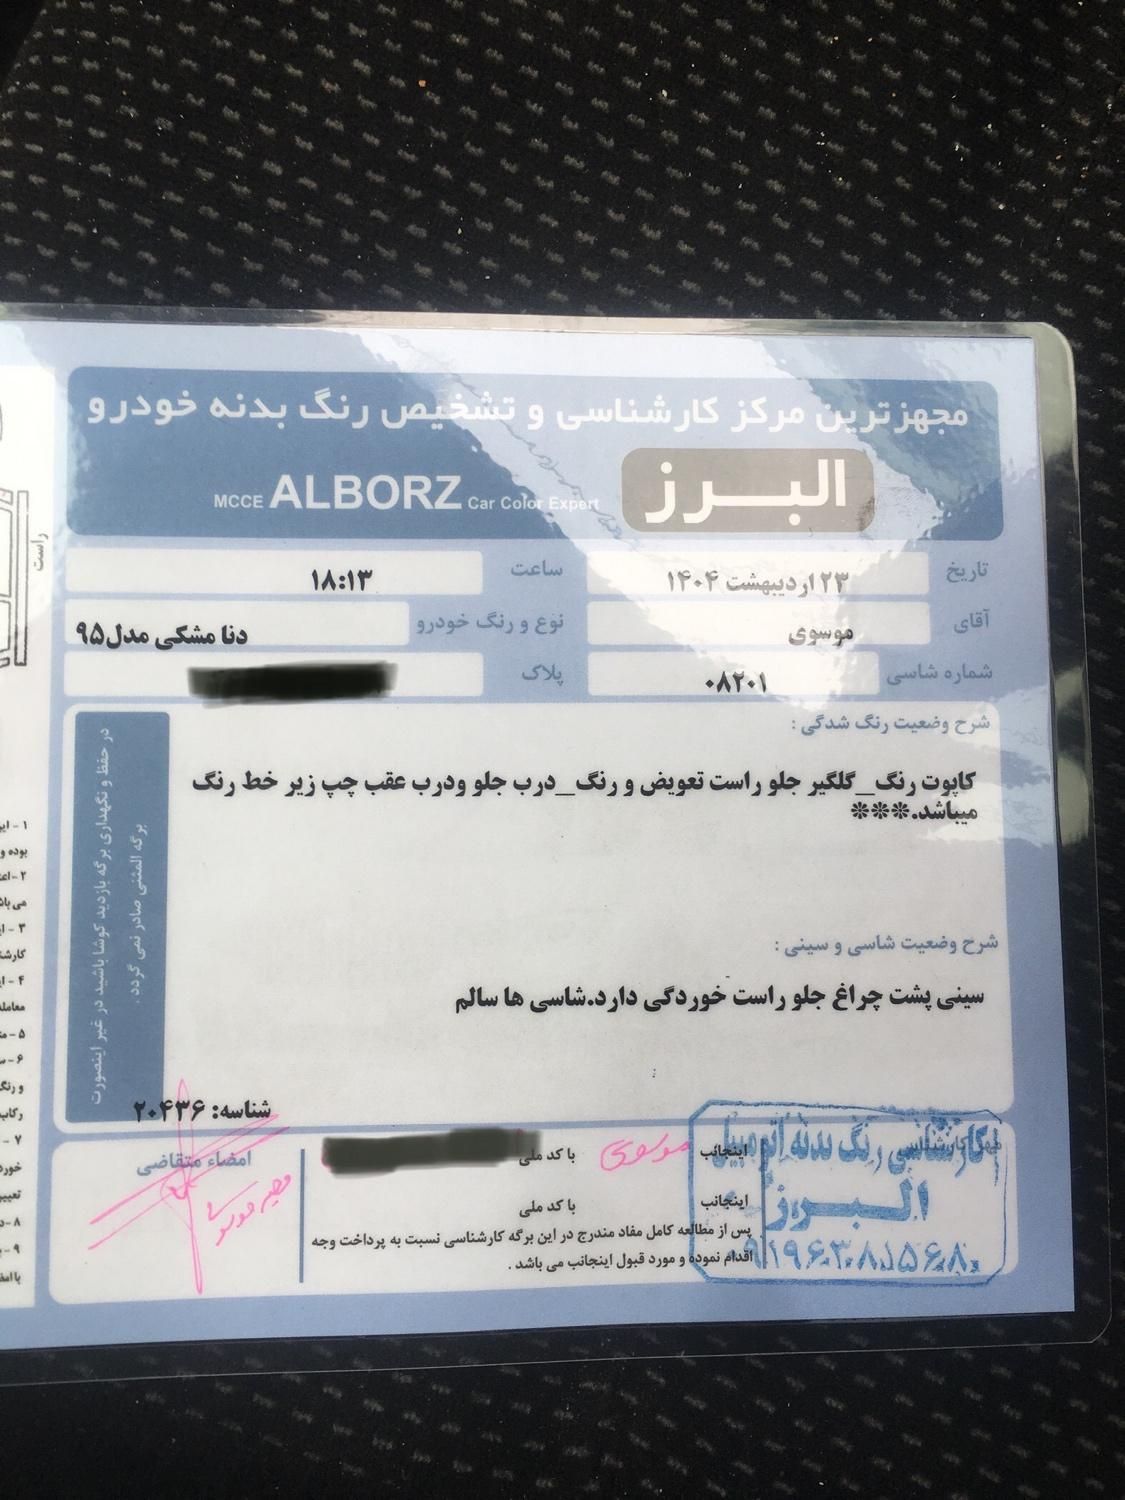 مجهزترین مرکز کارشناسی و تشخیص رنگ بدنه خودرو
البرز
MCCE ALBORZ Car Color Expert
تاریخ ۲۳ اردیبهشت ۱۴۰۴ ساعت ۱۸:۱۳
آقای موسوی نوع و رنگ خودرو دنا مشکی مدل۹۵
شماره شاسی ۰۸۲۰۱ پلاک
شرح وضعیت رنگ شدگی :
کاپوت رنگ_گلگیر جلو راست تعویض و رنگ_درب جلو ودرب عقب چپ زیر خط رنگ
میباشد.***
شرح وضعیت شاسی و سینی :
سینی پشت چراغ جلو راست خوردگی دارد.شاسی ها سالم
شناسه: ۲۰۴۳۶
در حفظ و نگهداری برگه بازدید کوشا باشید در غیر اینصورت
برگه المثنی صادر نمی گردد.
اینجانب موسوی با کد ملی
اینجانب با کد ملی
پس از مطالعه کامل مفاد مندرج در این برگه کارشناسی نسبت به پرداخت وجه
اقدام نموده و مورد قبول اینجانب می باشد .
امضاء متقاضی
کارشناسی رنگ بدنه اتومبیل
البرز
۰۹۱۹۶۳۸۱۵۶۸
راست